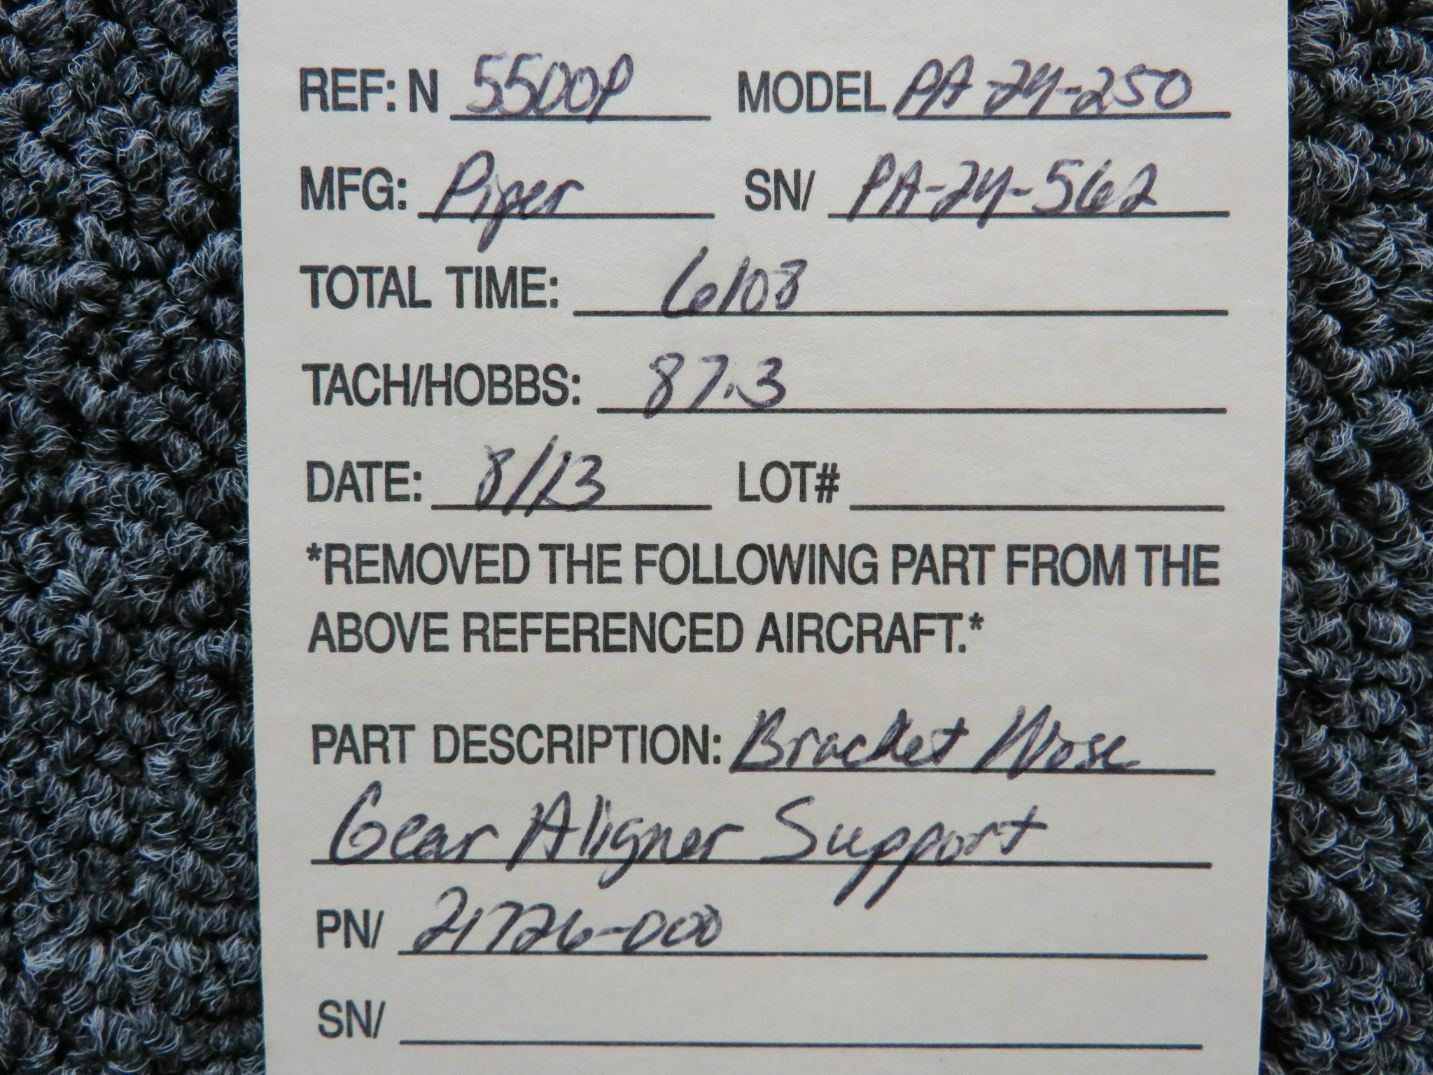 REF: N 5500P MODEL PA-24-250
MFG: Piper SN/ PA-24-562
TOTAL TIME: 6108
TACH/HOBBS: 87.3
DATE: 8/13 LOT#
*REMOVED THE FOLLOWING PART FROM THE
ABOVE REFERENCED AIRCRAFT.*
PART DESCRIPTION: Bracket Nose
Gear Aligner Support
PN/ 21726-000
SN/